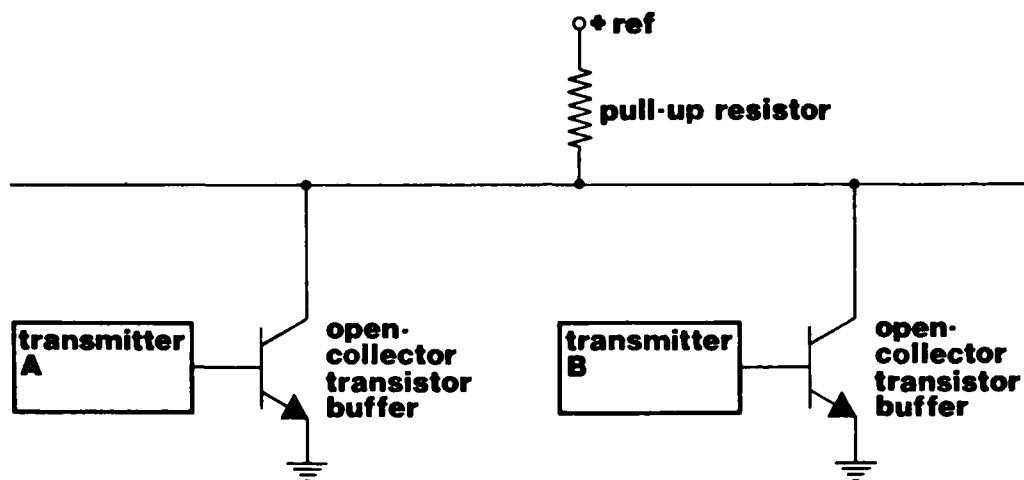 + ref
pull-up resistor
transmitter
A
open-
collector
transistor
buffer
transmitter
B
open-
collector
transistor
buffer